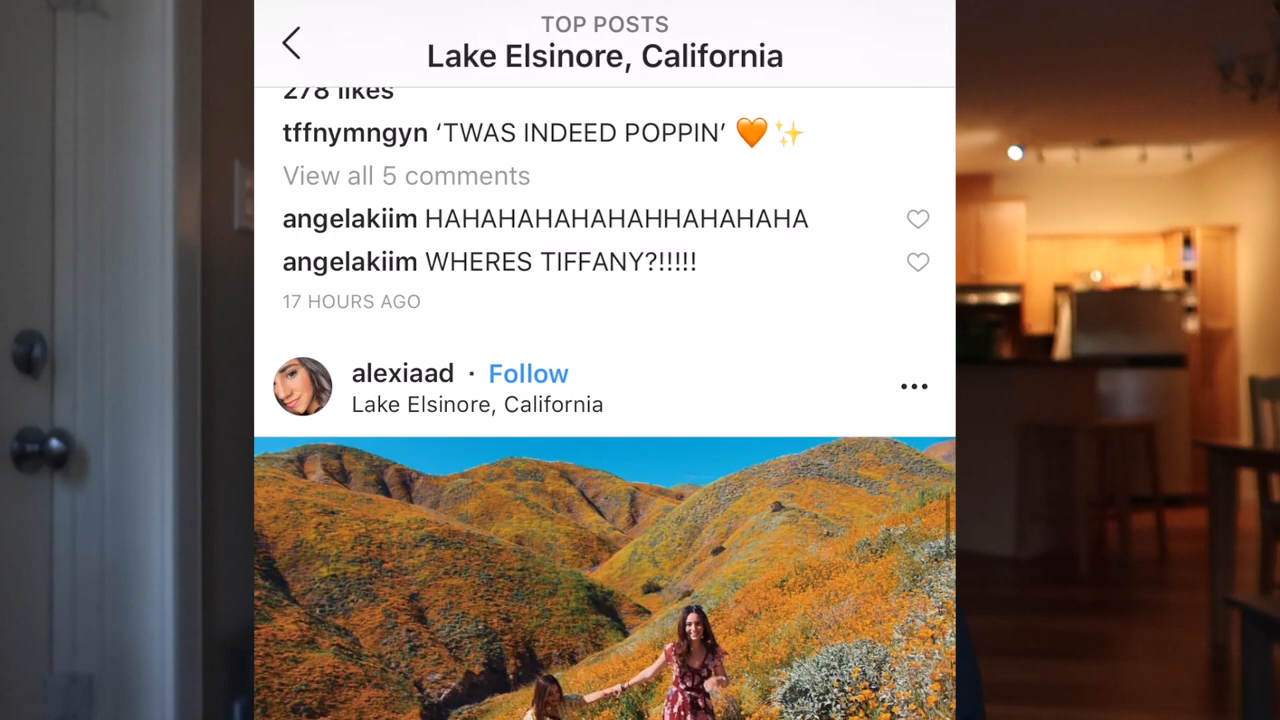 TOP POSTS
Lake Elsinore, California
278 likes
tffnymngyn ‘TWAS INDEED POPPIN’ 🧡✨
View all 5 comments
angelakiim HAHAHAHAHAHAHHAHAHAHA
angelakiim WHERES TIFFANY?!!!!!
17 HOURS AGO
alexiaad · Follow
Lake Elsinore, California